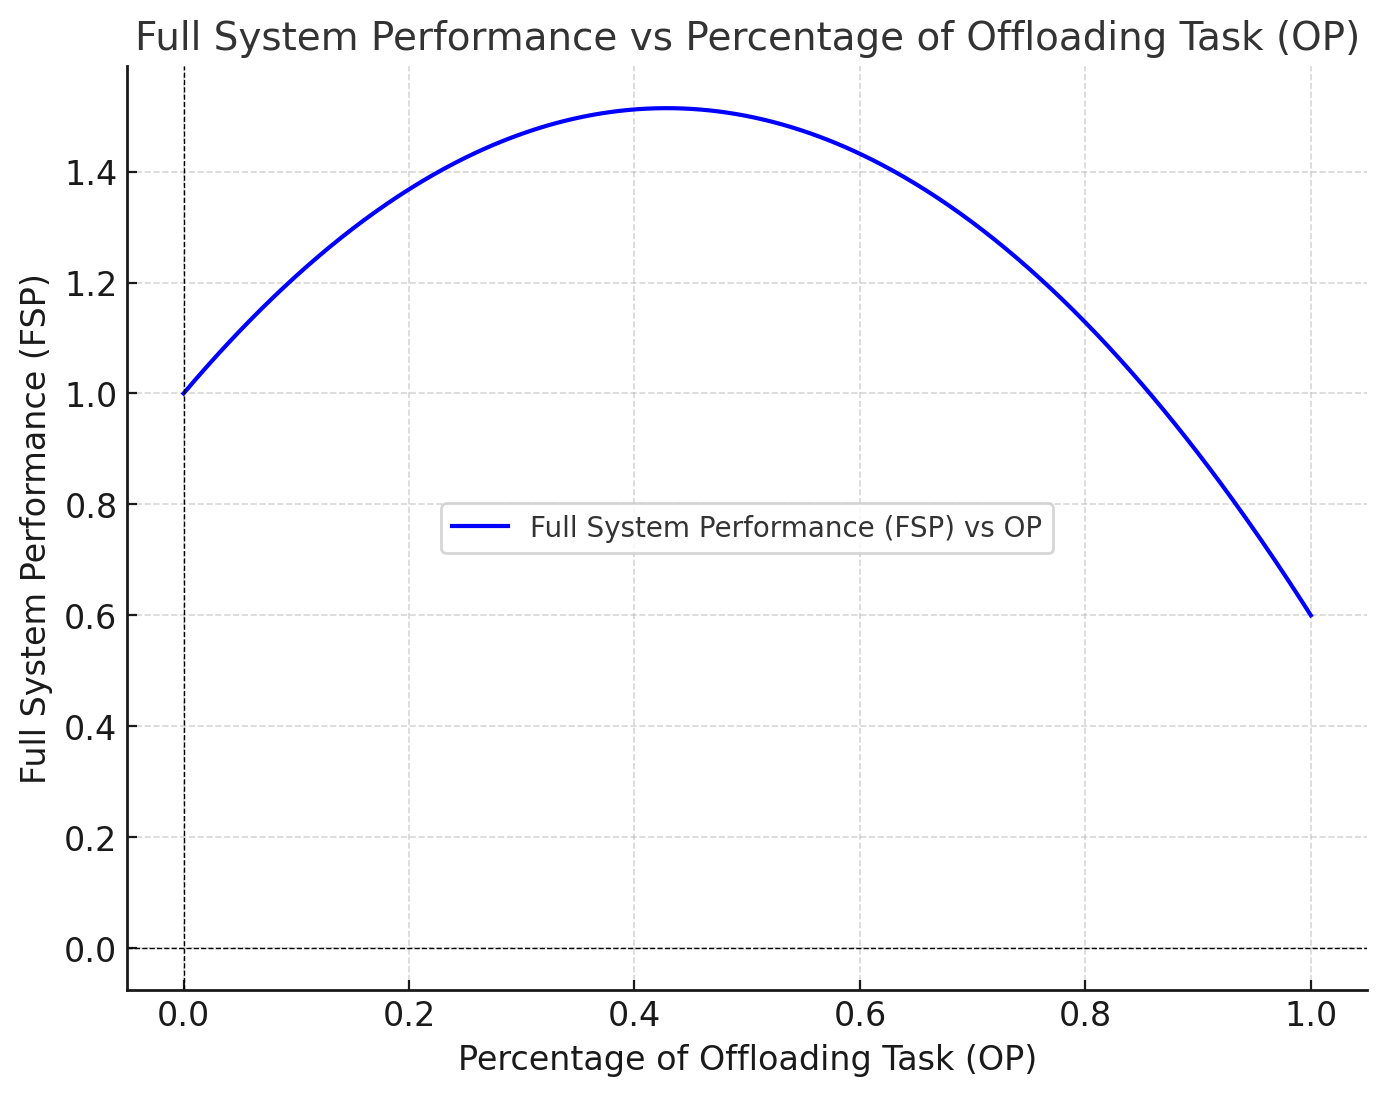 Full System Performance vs Percentage of Offloading Task (OP)
Full System Performance (FSP)
1.4
1.2
1.0
0.8
0.6
0.4
0.2
0.0
Full System Performance (FSP) vs OP
0.0 0.2 0.4 0.6 0.8 1.0
Percentage of Offloading Task (OP)